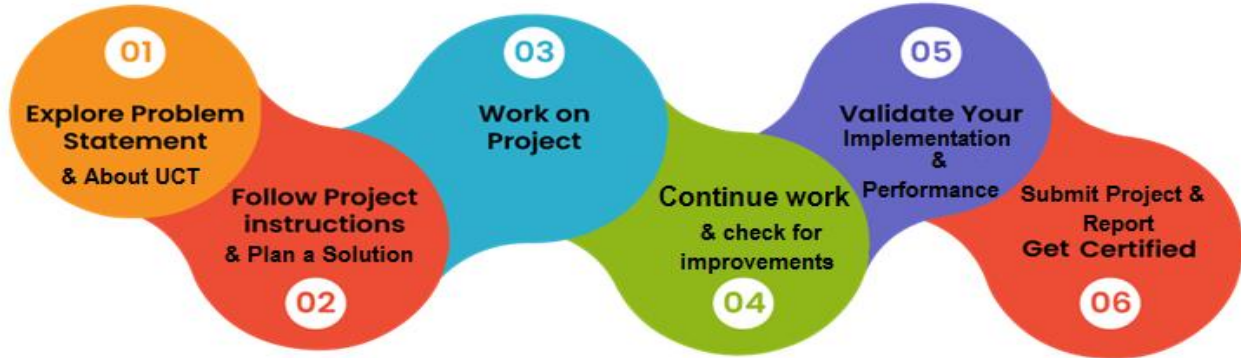 01
Explore Problem
Statement
& About UCT
Follow Project
instructions
& Plan a Solution
02
03
Work on
Project
Continue work
& check for
improvements
04
05
Validate Your
Implementation
&
Performance
Submit Project &
Report
Get Certified
06